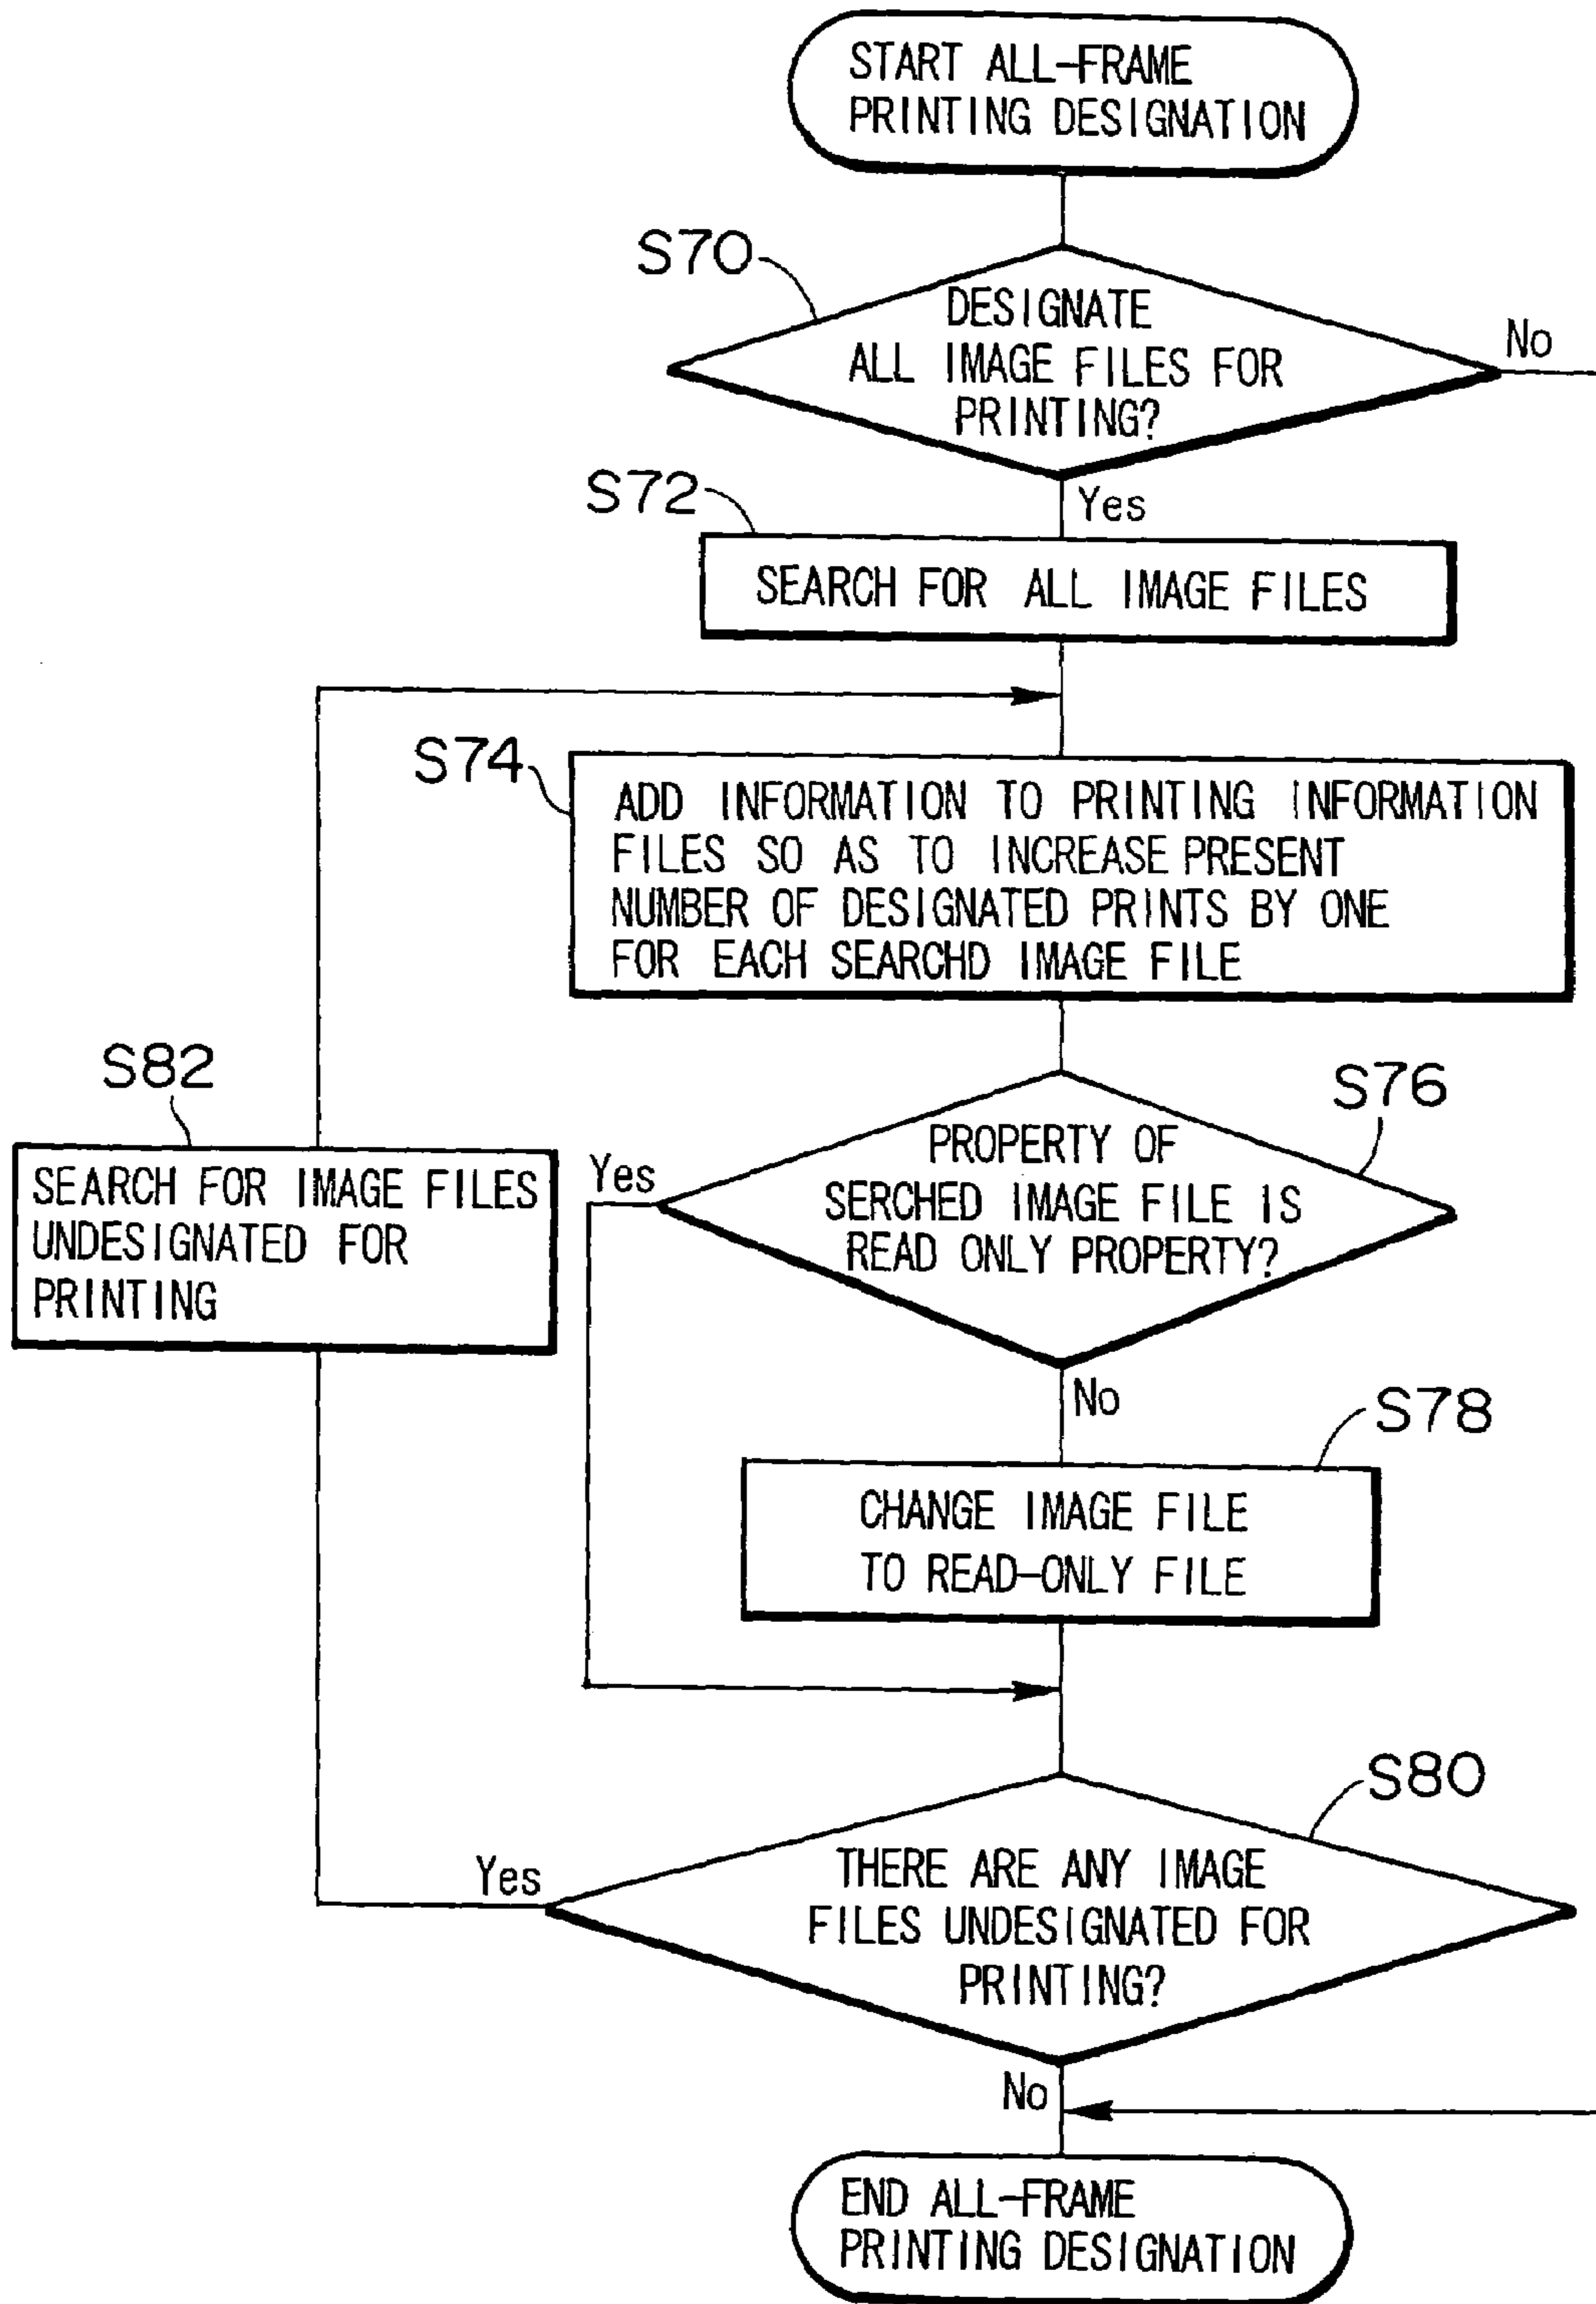 START ALL-FRAME
PRINTING DESIGNATION
S70
DESIGNATE
ALL IMAGE FILES FOR
PRINTING?
No
Yes
S72
SEARCH FOR ALL IMAGE FILES
S74
ADD INFORMATION TO PRINTING INFORMATION
FILES SO AS TO INCREASE PRESENT
NUMBER OF DESIGNATED PRINTS BY ONE
FOR EACH SEARCHD IMAGE FILE
S82
SEARCH FOR IMAGE FILES
UNDESIGNATED FOR
PRINTING
S76
PROPERTY OF
SERCHED IMAGE FILE IS
READ ONLY PROPERTY?
Yes
No
S78
CHANGE IMAGE FILE
TO READ-ONLY FILE
S80
THERE ARE ANY IMAGE
FILES UNDESIGNATED FOR
PRINTING?
Yes
No
END ALL-FRAME
PRINTING DESIGNATION